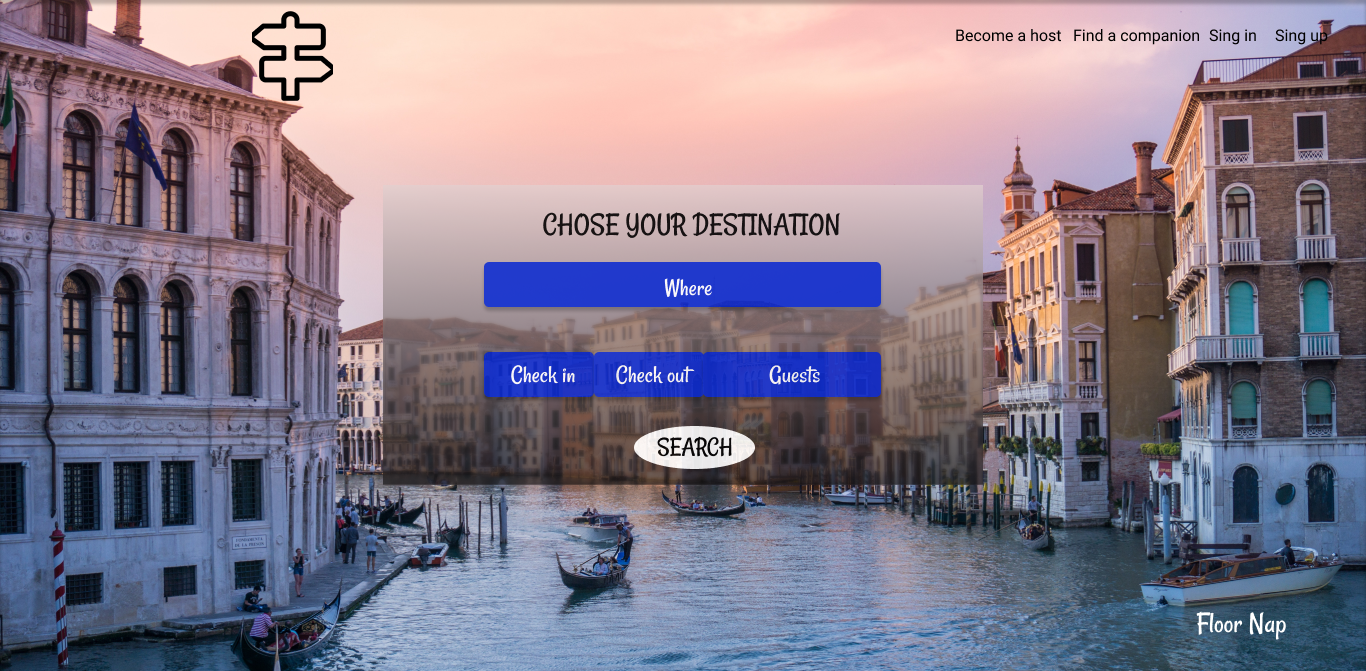 Become a host Find a companion Sing in Sing up
CHOSE YOUR DESTINATION
Where
Check in Check out Guests
SEARCH
Floor Nap